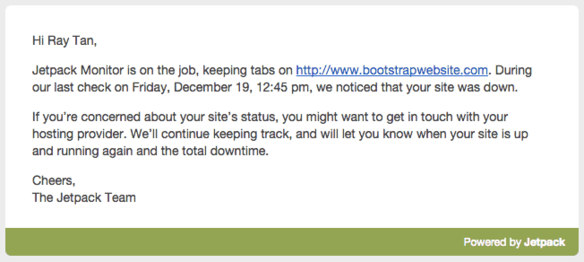 Hi Ray Tan,
Jetpack Monitor is on the job, keeping tabs on http://www.bootstrapwebsite.com. During
our last check on Friday, December 19, 12:45 pm, we noticed that your site was down.
If you're concerned about your site's status, you might want to get in touch with your
hosting provider. We'll continue keeping track, and will let you know when your site is up
and running again and the total downtime.
Cheers,
The Jetpack Team
Powered by Jetpack